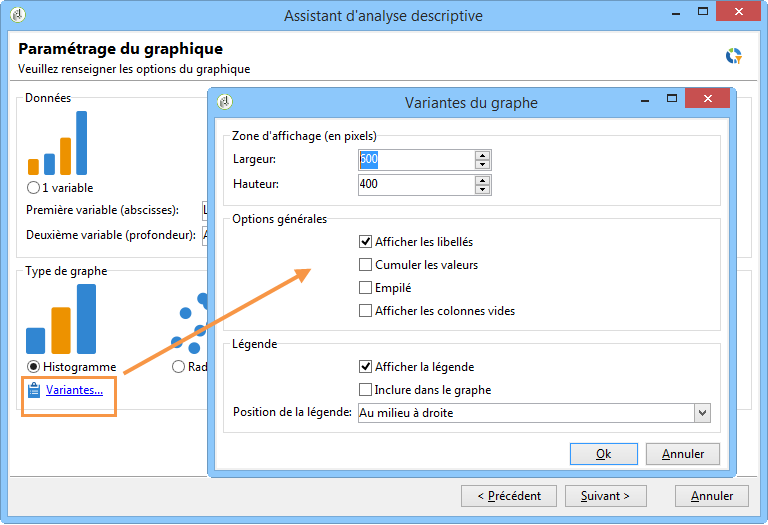 Assistant d'analyse descriptive
Paramétrage du graphique
Veuillez renseigner les options du graphique
Données
1 variable
Première variable (abscisses):
Deuxième variable (profondeur):
Type de graphe
Histogramme
Rad
Variantes...
Variantes du graphe
Zone d'affichage (en pixels)
Largeur: 600
Hauteur: 400
Options générales
Afficher les libellés
Cumuler les valeurs
Empilé
Afficher les colonnes vides
Légende
Afficher la légende
Inclure dans le graphe
Position de la légende: Au milieu à droite
Ok Annuler
< Précédent Suivant > Annuler